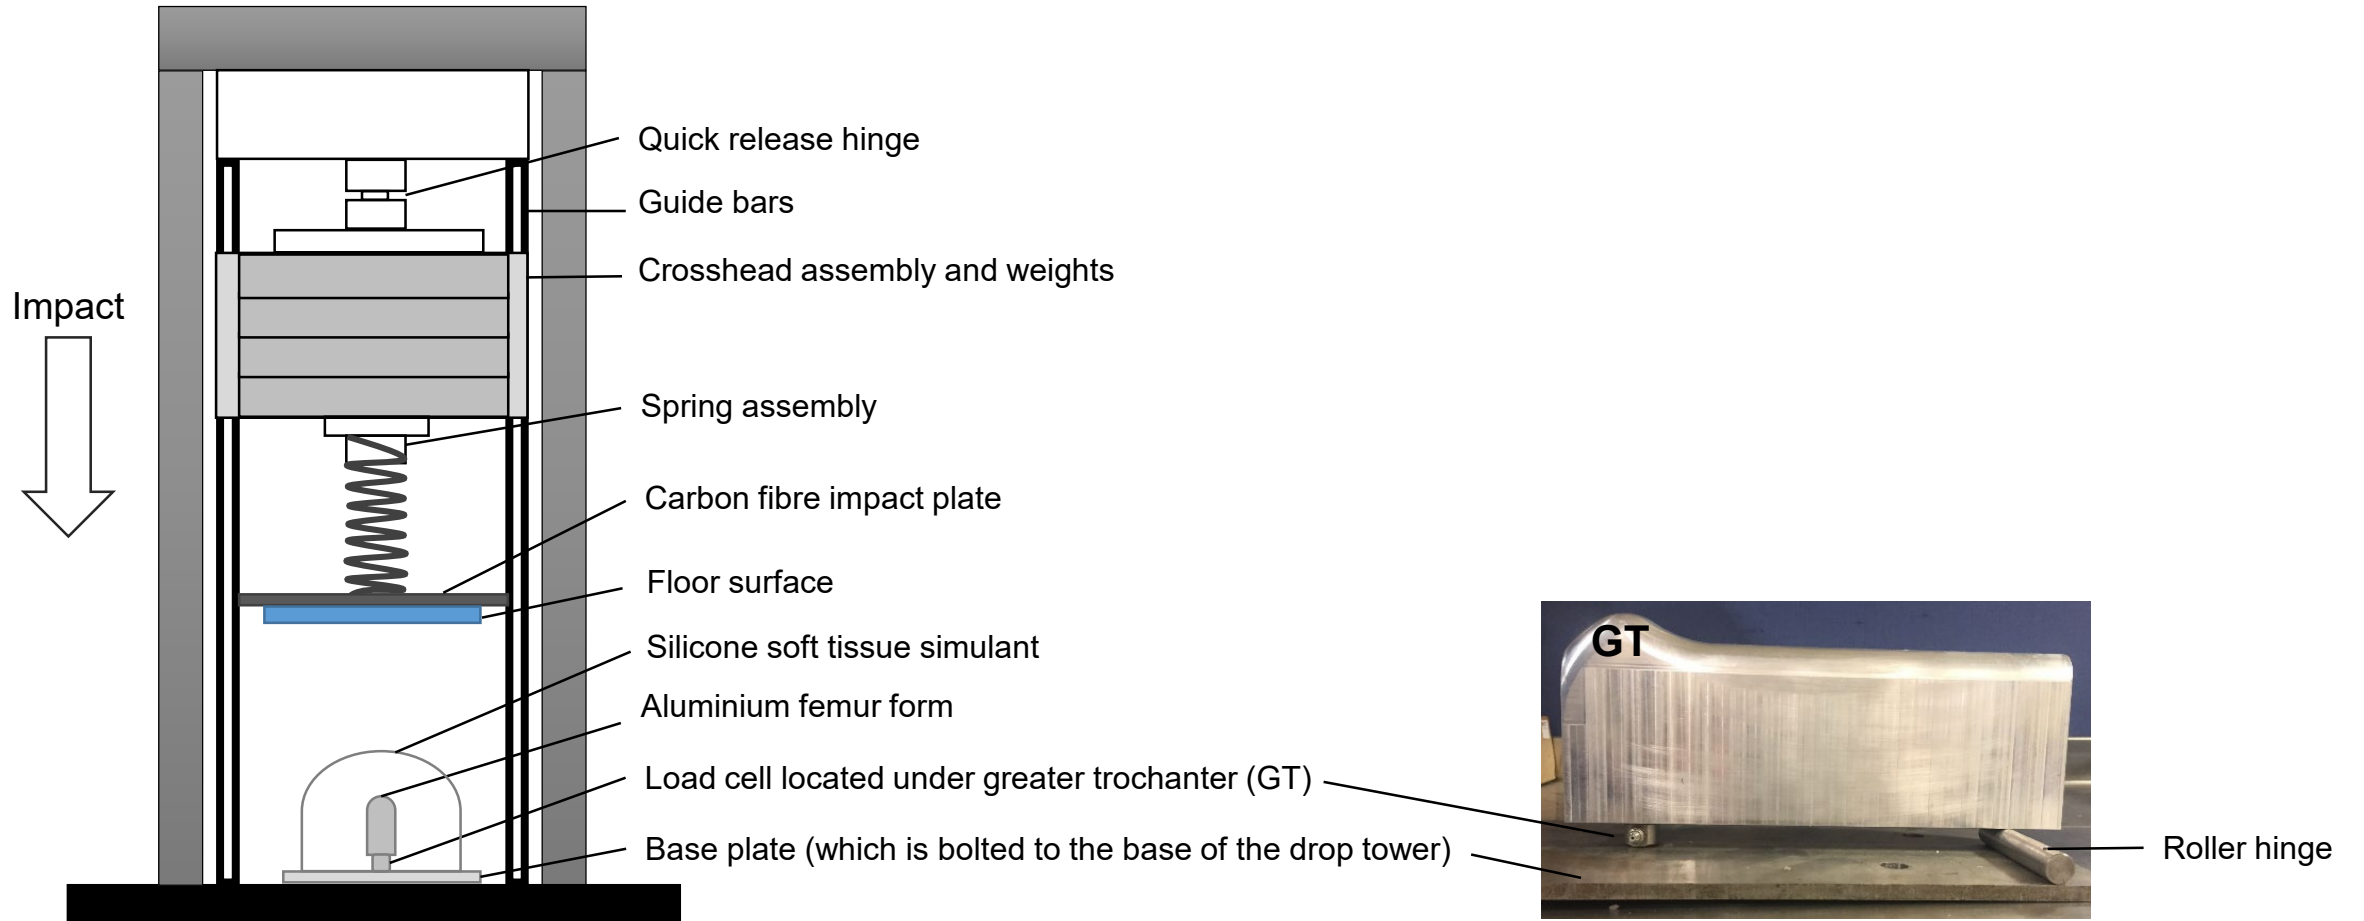 Impact
Quick release hinge
Guide bars
Crosshead assembly and weights
Spring assembly
Carbon fibre impact plate
Floor surface
Silicone soft tissue simulant
Aluminium femur form
Load cell located under greater trochanter (GT)
Base plate (which is bolted to the base of the drop tower)
GT
Roller hinge